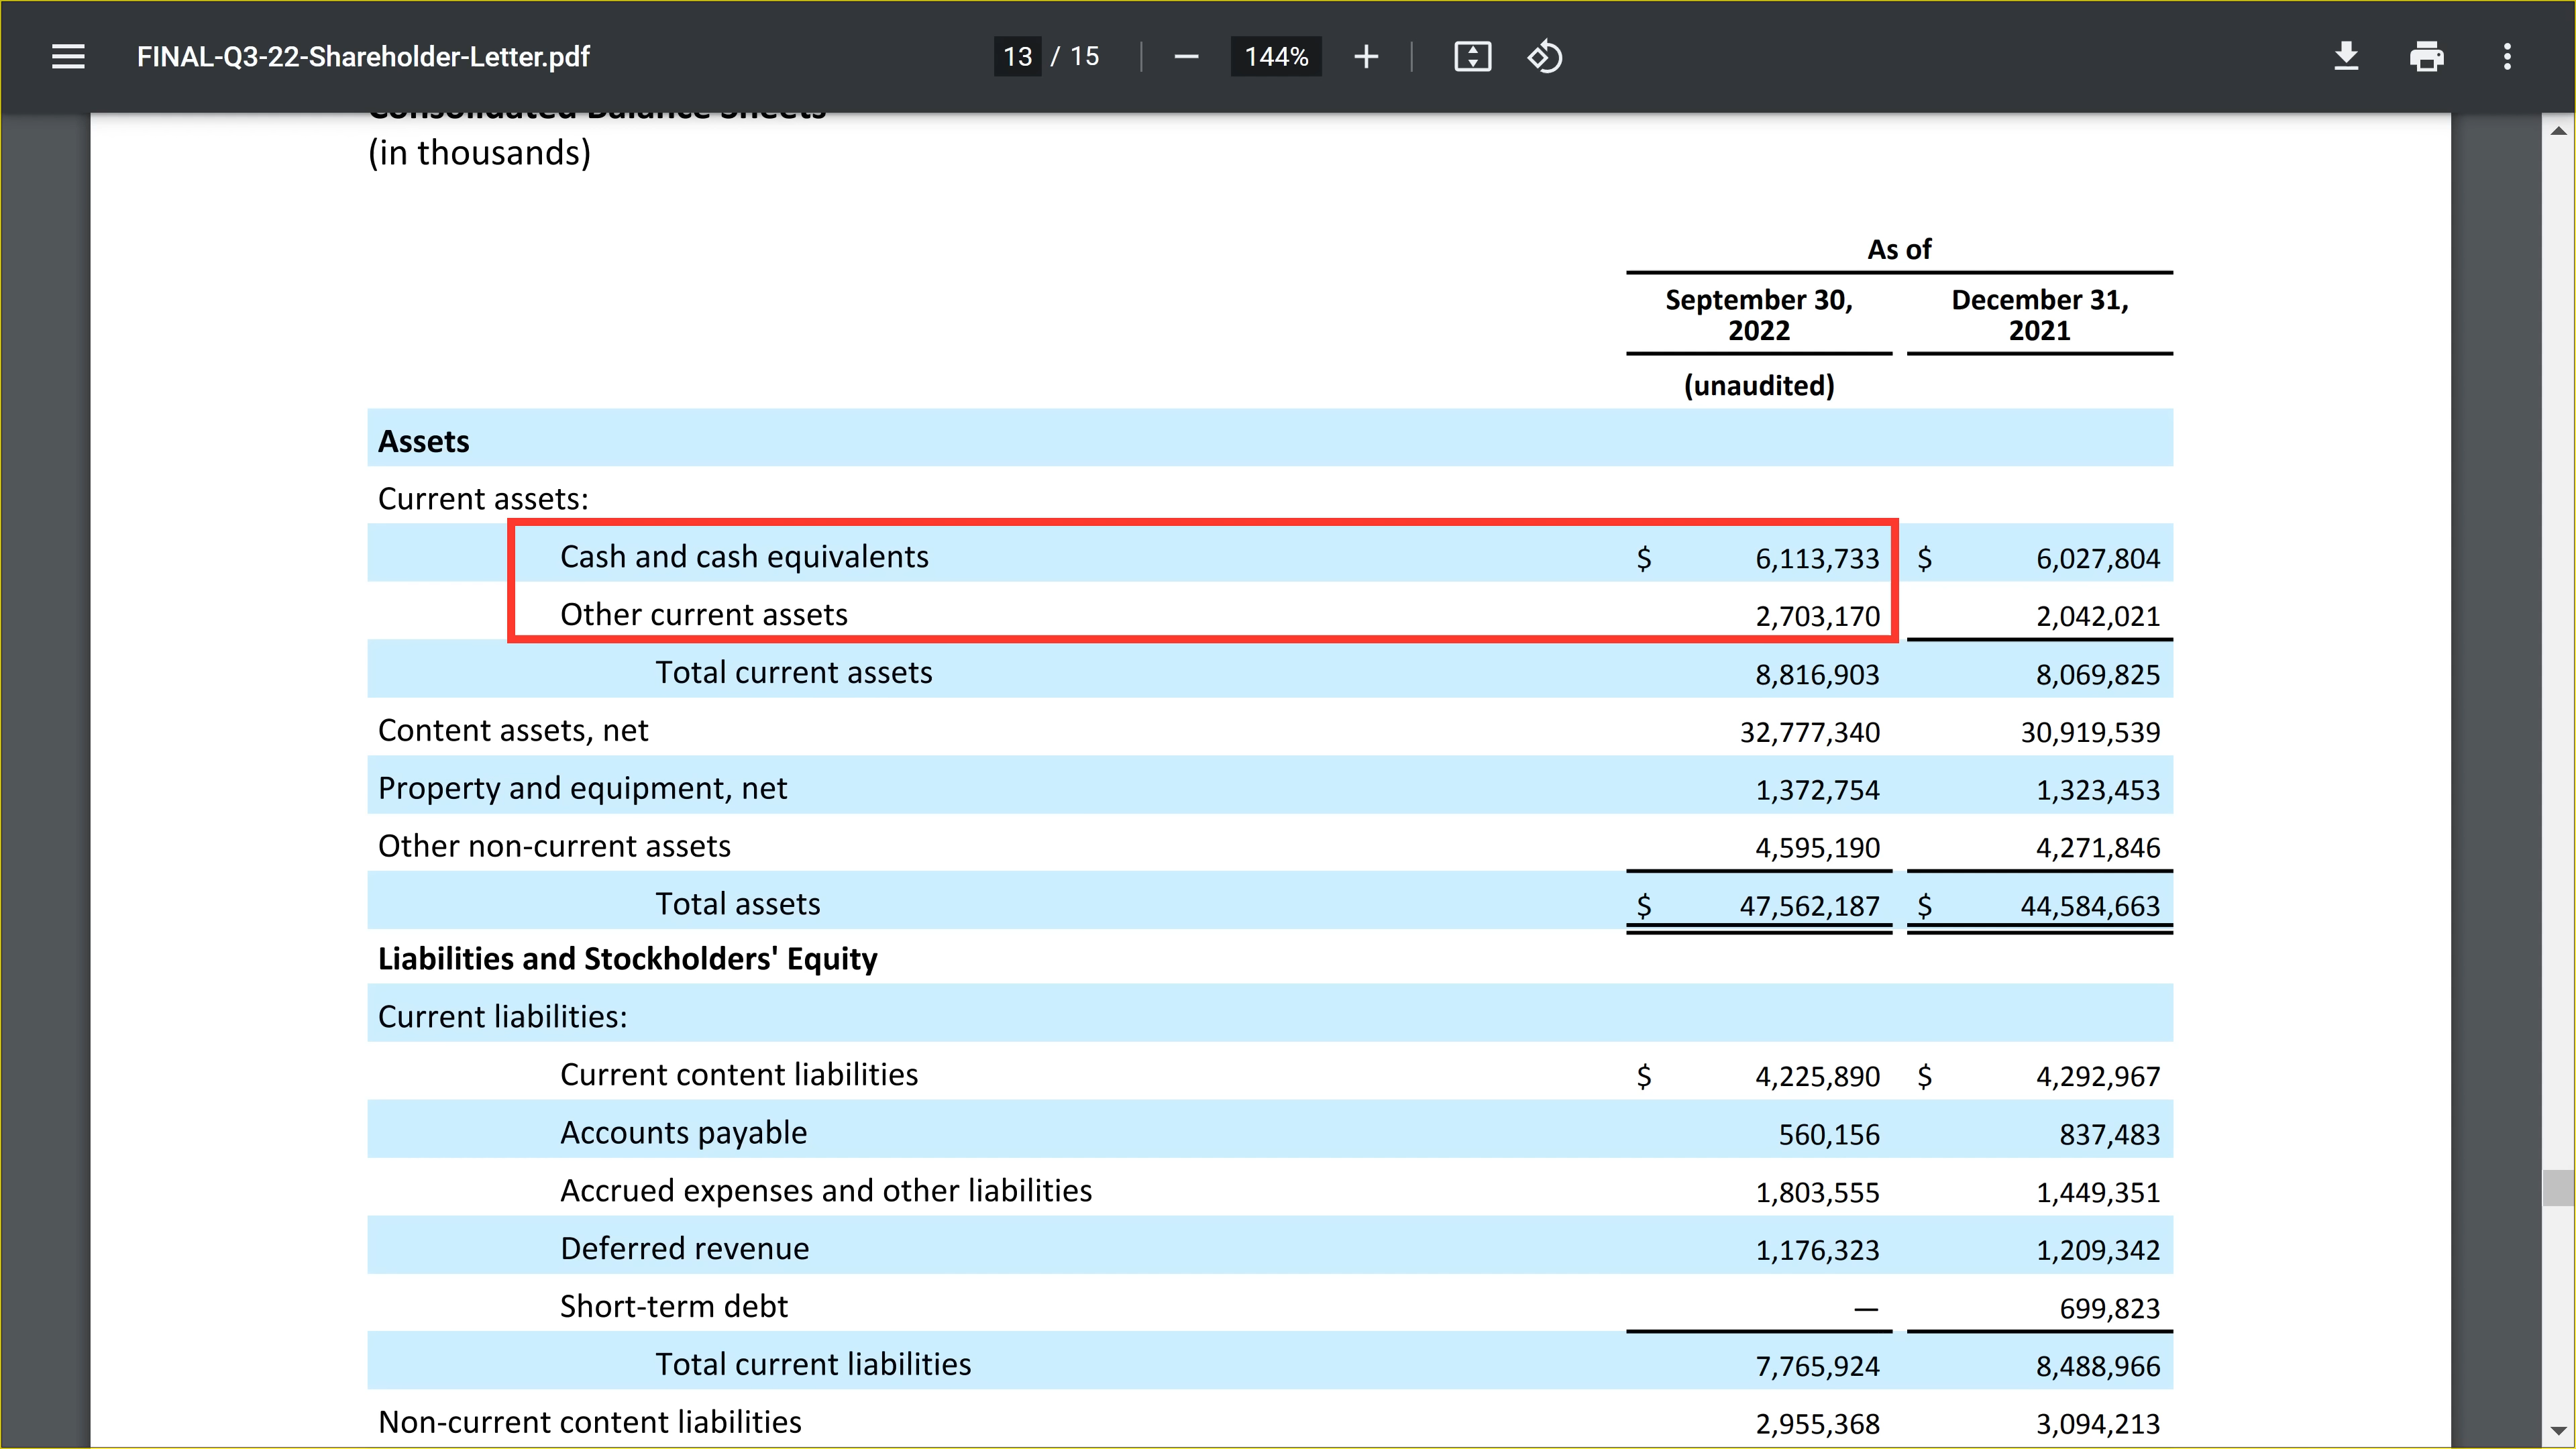 FINAL-Q3-22-Shareholder-Letter.pdf 13 / 15 144%
Consolidated Balance Sheets
(in thousands)
As of
September 30, 2022 December 31, 2021
(unaudited)
Assets
Current assets:
Cash and cash equivalents $ 6,113,733 $ 6,027,804
Other current assets 2,703,170 2,042,021
Total current assets 8,816,903 8,069,825
Content assets, net 32,777,340 30,919,539
Property and equipment, net 1,372,754 1,323,453
Other non-current assets 4,595,190 4,271,846
Total assets $ 47,562,187 $ 44,584,663
Liabilities and Stockholders' Equity
Current liabilities:
Current content liabilities $ 4,225,890 $ 4,292,967
Accounts payable 560,156 837,483
Accrued expenses and other liabilities 1,803,555 1,449,351
Deferred revenue 1,176,323 1,209,342
Short-term debt — 699,823
Total current liabilities 7,765,924 8,488,966
Non-current content liabilities 2,955,368 3,094,213